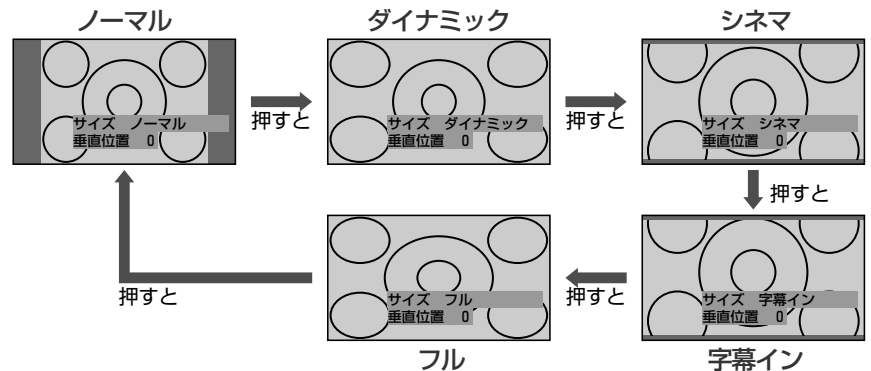 ノーマル
ダイナミック
シネマ
サイズ ノーマル
垂直位置 0
押すと
サイズ ダイナミック
垂直位置 0
押すと
サイズ シネマ
垂直位置 0
押すと
サイズ 字幕イン
垂直位置 0
字幕イン
押すと
サイズ フル
垂直位置 0
フル
押すと